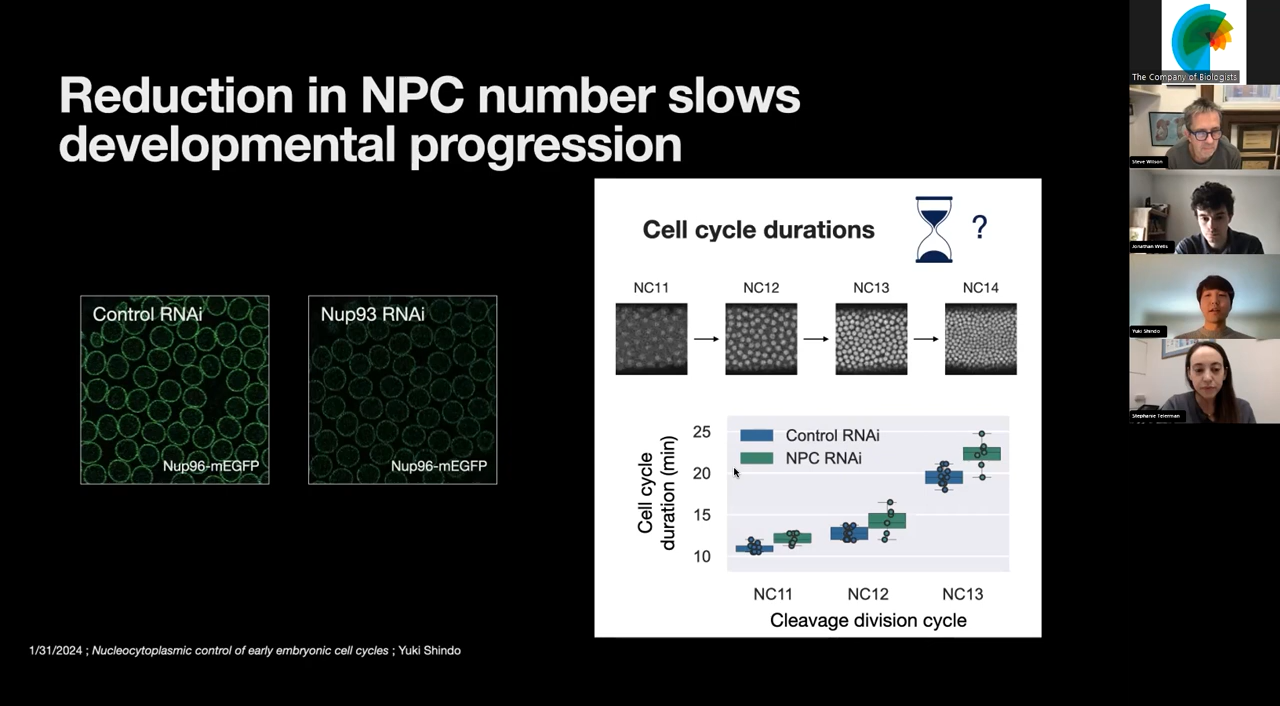 Reduction in NPC number slows
developmental progression
Control RNAi
Nup96-mEGFP
Nup93 RNAi
Nup96-mEGFP
Cell cycle durations
?
NC11
NC12
NC13
NC14
Cell cycle
duration (min)
25
20
15
10
Control RNAi
NPC RNAi
NC11
NC12
NC13
Cleavage division cycle
1/31/2024 ; Nucleocytoplasmic control of early embryonic cell cycles ; Yuki Shindo
The Company of Biologists
Steve Wilson
Jonathan Wells
Yuki Shindo
Stephanie Telerman